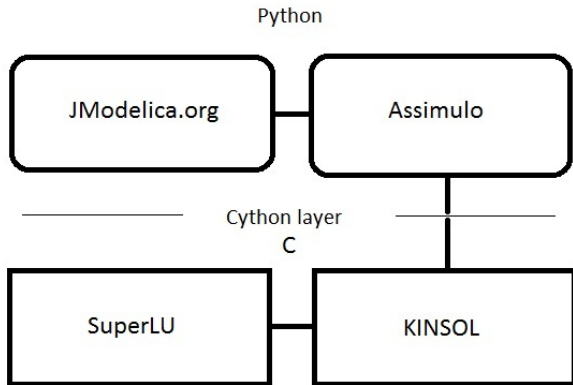 Python
JModelica.org
Assimulo
Cython layer
C
SuperLU
KINSOL